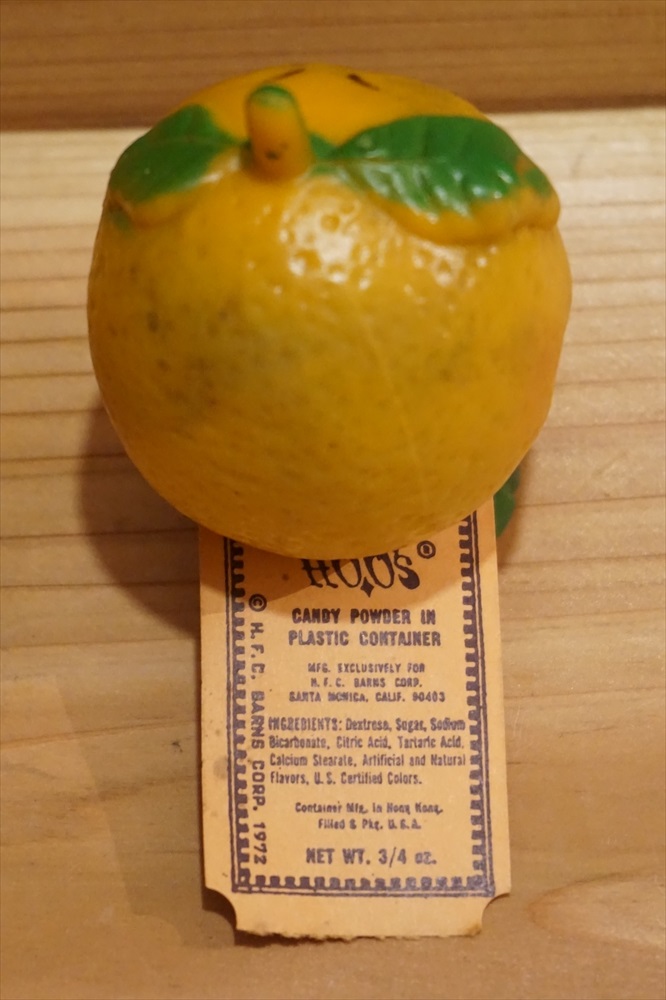 HO,Os®
CANDY POWDER IN
PLASTIC CONTAINER
MFG. EXCLUSIVELY FOR
H. F. C. BARNS CORP.
SANTA MONICA, CALIF. 90403
INGREDIENTS: Dextrose, Sugar, Sodium
Bicarbonate, Citric Acid, Tartaric Acid,
Calcium Stearate, Artificial and Natural
Flavors, U.S. Certified Colors.
Container Mfg. In Hong Kong.
Filled & Pkg. U.S.A.
NET WT. 3/4 oz.
© H.F.C. BARNS CORP. 1972